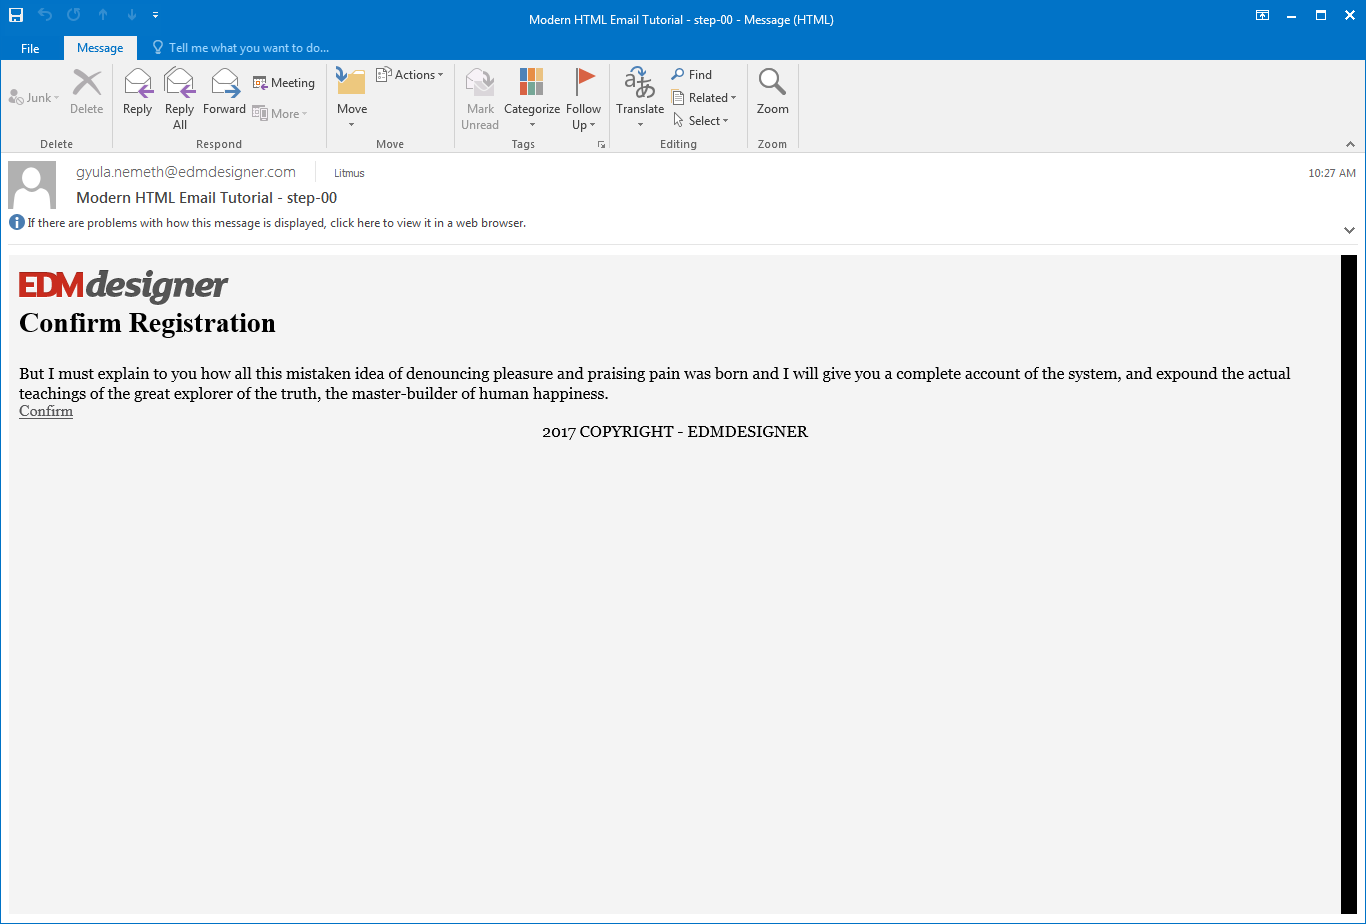 Modern HTML Email Tutorial - step-00 - Message (HTML)
File Message Tell me what you want to do...
Junk
Delete
Delete
Reply
Reply All
Forward
Meeting
More
Respond
Move
Actions
Move
Mark Unread
Categorize
Follow Up
Tags
Translate
Find
Related
Select
Editing
Zoom
Zoom
gyula.nemeth@edmdesigner.com Litmus 10:27 AM
Modern HTML Email Tutorial - step-00
If there are problems with how this message is displayed, click here to view it in a web browser.
EDMdesigner
Confirm Registration
But I must explain to you how all this mistaken idea of denouncing pleasure and praising pain was born and I will give you a complete account of the system, and expound the actual
teachings of the great explorer of the truth, the master-builder of human happiness.
Confirm
2017 COPYRIGHT - EDMDESIGNER